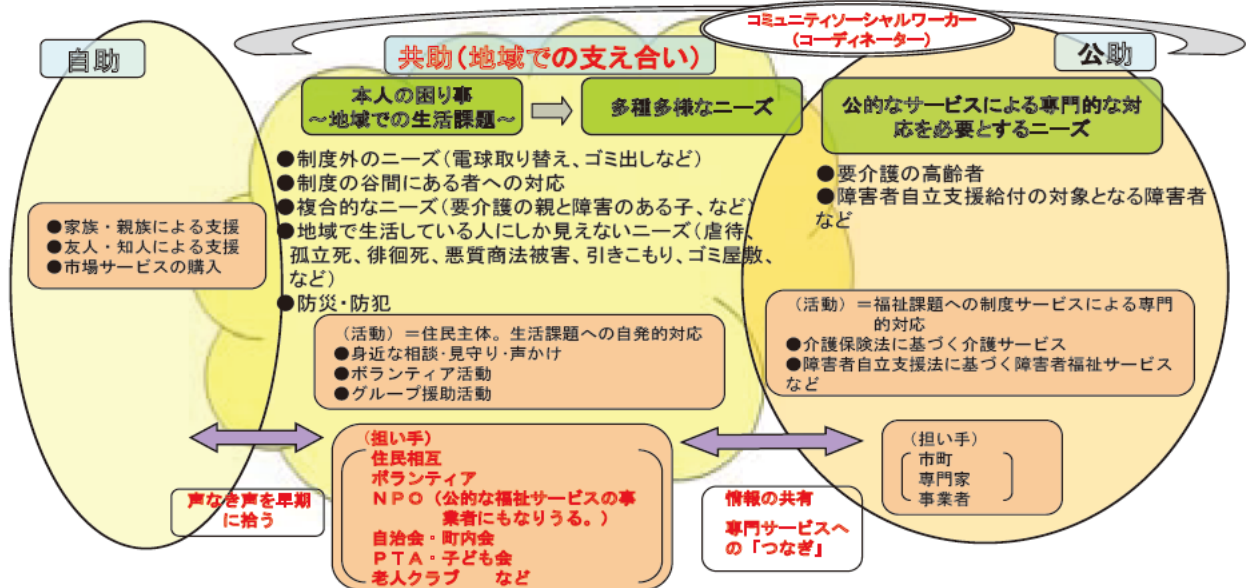 コミュニティソーシャルワーカー
(コーディネーター)
自助
共助(地域での支え合い)
公助
本人の困り事
～地域での生活課題～
多種多様なニーズ
公的なサービスによる専門的な対
応を必要とするニーズ
●家族・親族による支援
●友人・知人による支援
●市場サービスの購入
●制度外のニーズ(電球取り替え、ゴミ出しなど)
●制度の谷間にある者への対応
●複合的なニーズ(要介護の親と障害のある子、など)
●地域で生活している人にしか見えないニーズ(虐待、
孤立死、徘徊死、悪質商法被害、引きこもり、ゴミ屋敷、
など)
●防災・防犯
●要介護の高齢者
●障害者自立支援給付の対象となる障害者
など
(活動)＝住民主体。生活課題への自発的対応
●身近な相談・見守り・声かけ
●ボランティア活動
●グループ援助活動
(活動)＝福祉課題への制度サービスによる専門
的対応
●介護保険法に基づく介護サービス
●障害者自立支援法に基づく障害者福祉サービス
など
声なき声を早期
に拾う
(担い手)
住民相互
ボランティア
ＮＰＯ(公的な福祉サービスの事
業者にもなりうる。)
自治会・町内会
ＰＴＡ・子ども会
老人クラブ　など
情報の共有
専門サービスへ
の「つなぎ」
(担い手)
市町
専門家
事業者